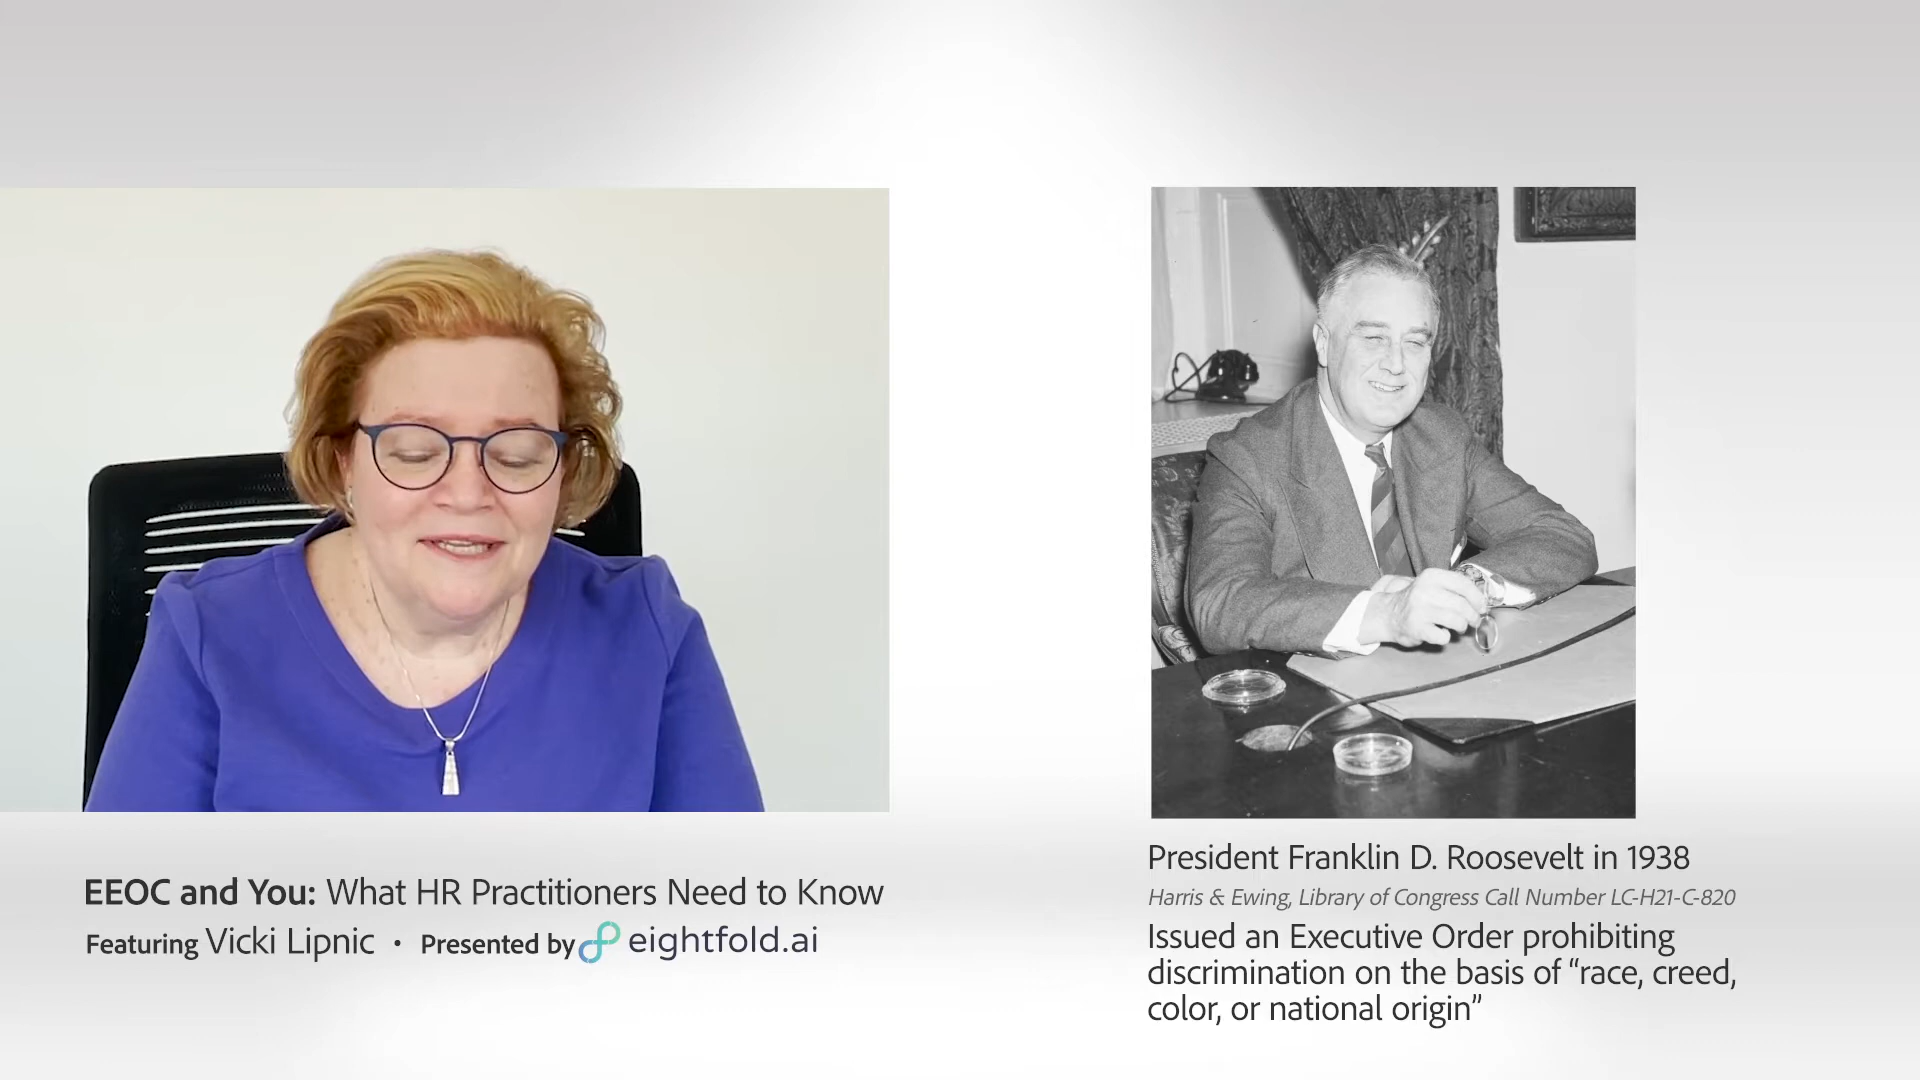 EEOC and You: What HR Practitioners Need to Know
Featuring Vicki Lipnic • Presented by eightfold.ai
President Franklin D. Roosevelt in 1938
Harris & Ewing, Library of Congress Call Number LC-H21-C-820
Issued an Executive Order prohibiting
discrimination on the basis of “race, creed,
color, or national origin”